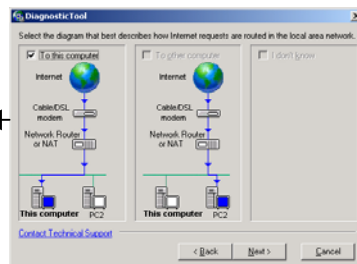 DiagnosticTool
Select the diagram that best describes how Internet requests are routed in the local area network.
To this computer
To other computer
I don't know
Internet
Internet
Cable/DSL
modem
Cable/DSL
modem
Network Router
or NAT
Network Router
or NAT
This computer PC2
This computer PC2
Contact Technical Support
< Back Next > Cancel